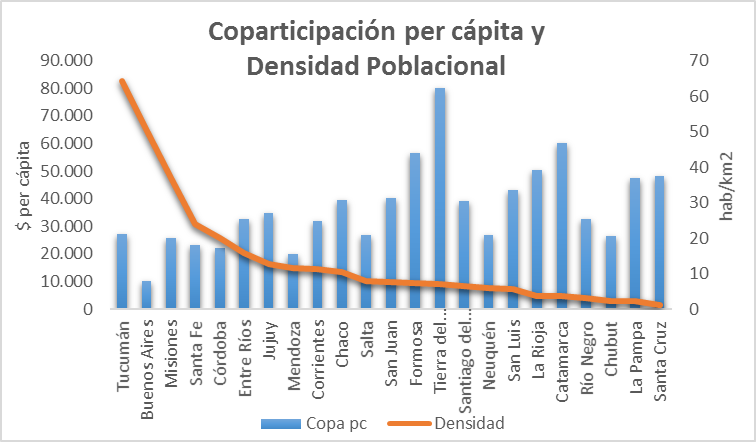 Coparticipación per cápita y
Densidad Poblacional
$ per cápita
90.000
80.000
70.000
60.000
50.000
40.000
30.000
20.000
10.000
0
70
60
50
40
30
20
10
0
hab/km2
Tucumán
Buenos Aires
Misiones
Santa Fe
Córdoba
Entre Ríos
Jujuy
Mendoza
Corrientes
Chaco
Salta
San Juan
Formosa
Tierra del...
Santiago del...
Neuquén
San Luis
La Rioja
Catamarca
Río Negro
Chubut
La Pampa
Santa Cruz
Copa pc
Densidad